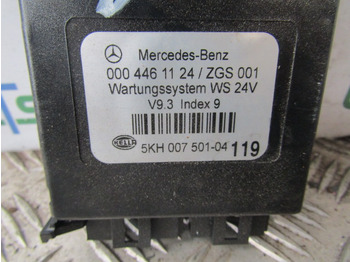 Mercedes-Benz
000 446 11 24 / ZGS 001
Wartungssystem WS 24V
V9.3 Index 9
HELLA
5KH 007 501-04 119